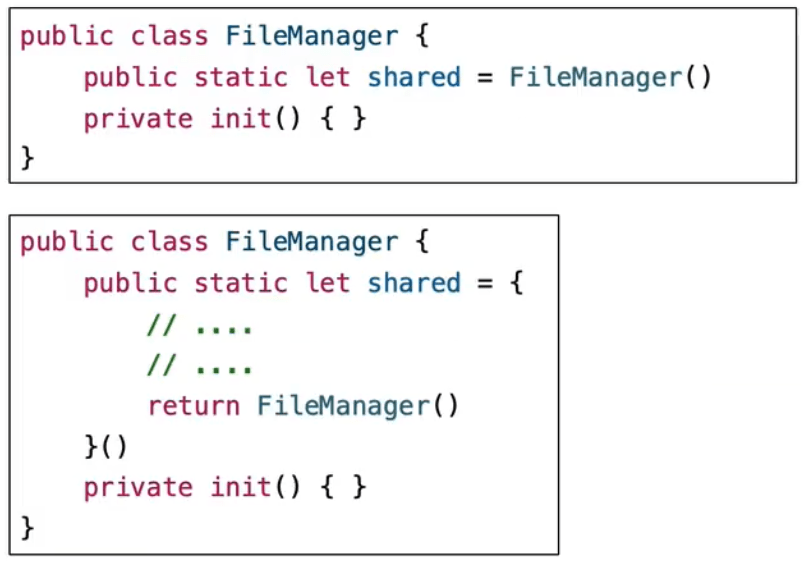 public class FileManager {
    public static let shared = FileManager()
    private init() { }
}
public class FileManager {
    public static let shared = {
        // ....
        // ....
        return FileManager()
    }()
    private init() { }
}